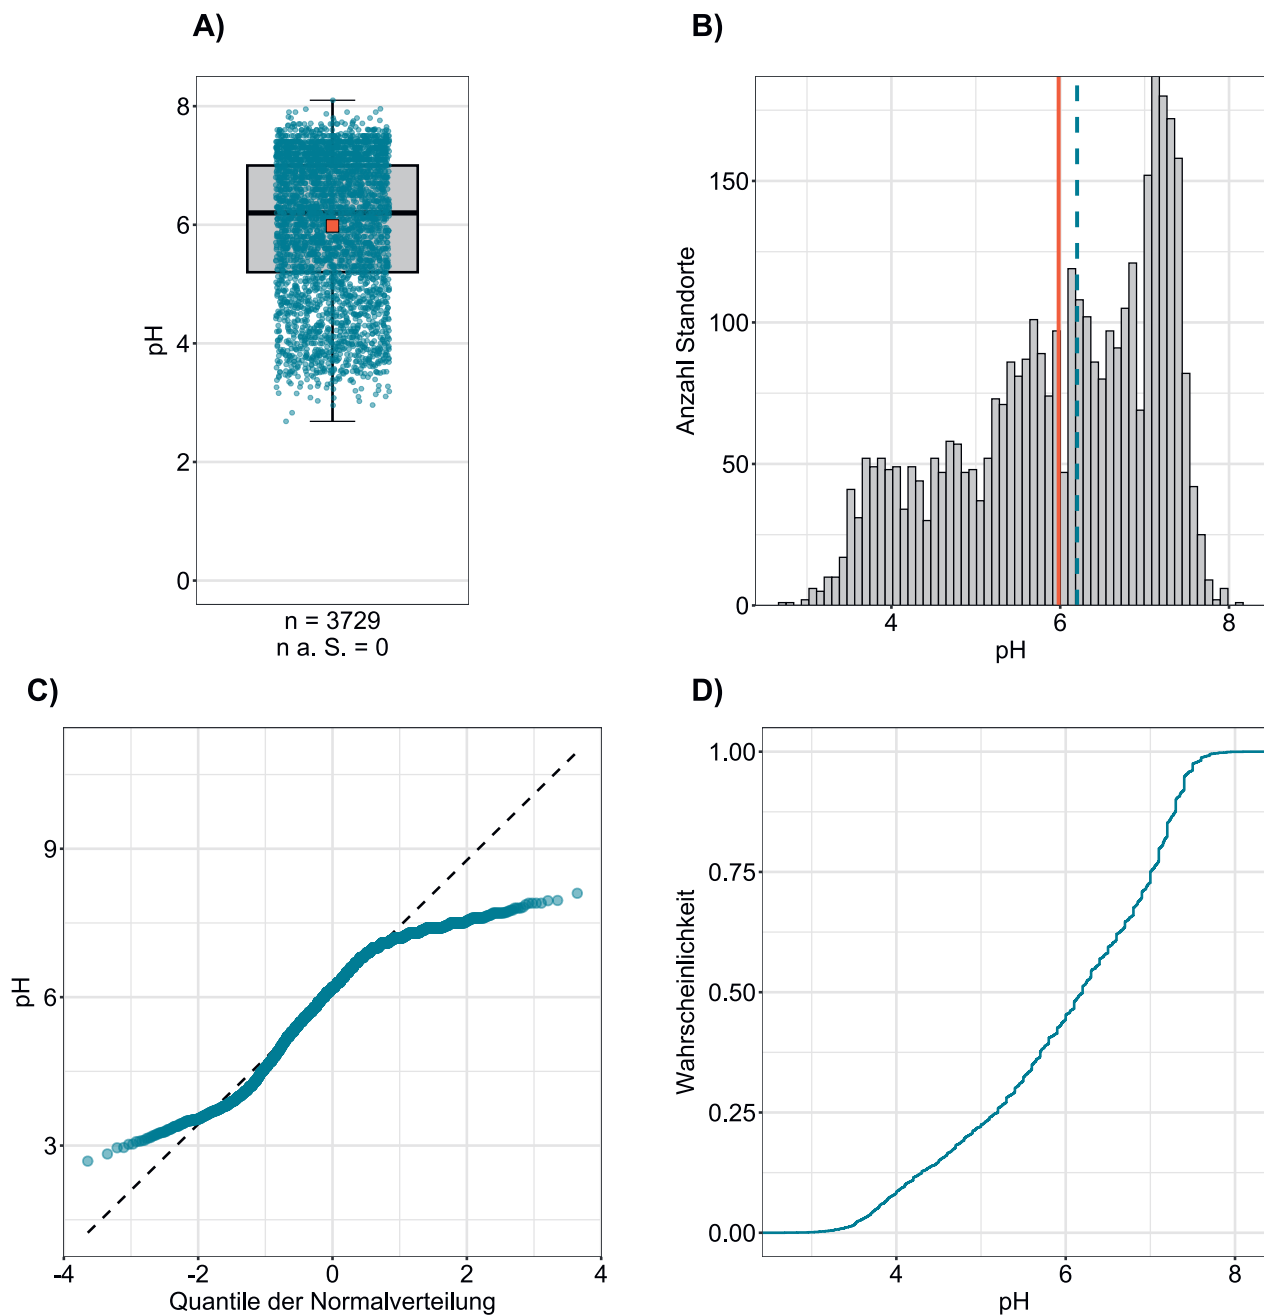 A)
8
6
4
2
0
pH
n = 3729
n a. S. = 0
B)
150
100
50
0
Anzahl Standorte
4
6
8
pH
C)
9
6
3
pH
-4
-2
0
2
4
Quantile der Normalverteilung
D)
1.00
0.75
0.50
0.25
0.00
Wahrscheinlichkeit
4
6
8
pH